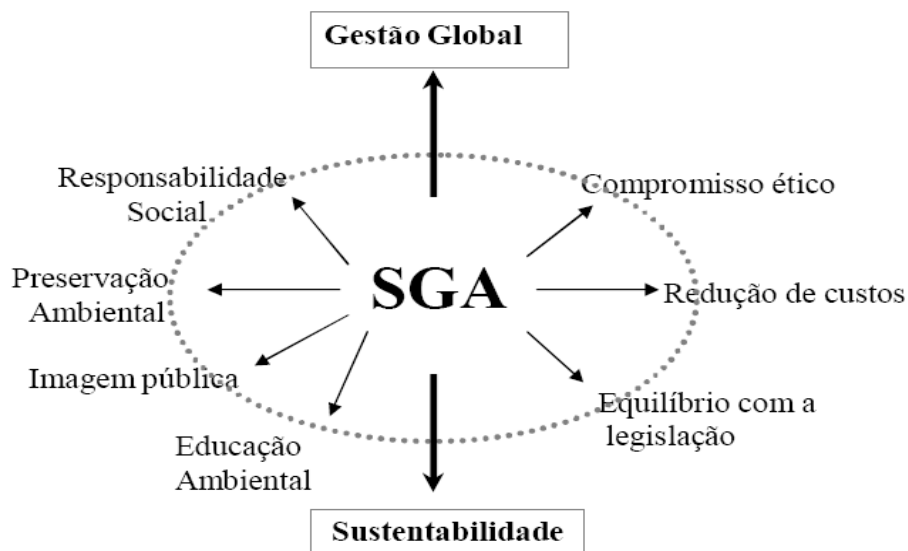 Gestão Global
Responsabilidade
Social
Compromisso ético
Preservação
Ambiental
SGA
Redução de custos
Imagem pública
Equilíbrio com a
legislação
Educação
Ambiental
Sustentabilidade